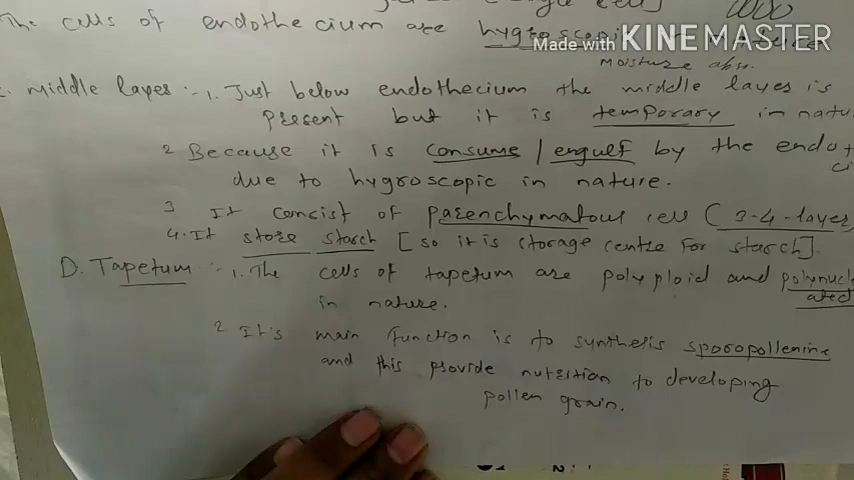 The cells of endothecium are hygroscopic
Made with KINEMASTER
moisture abso.
Middle layer :- 1. Just below endothecium the middle layer is
present but it is temporary in natu
2 Because it is consume / engulf by the endot
due to hygroscopic in nature.
3 It consist of parenchymatous cell (3-4-layer)
4. It store starch [so it is storage centre for starch].
D. Tapetum :- 1. The cells of tapetum are polyploid and polynucle
ated
in nature.
2 It's main function is to synthesis sporopollenine
and this provide nutrition to developing
pollen grain.